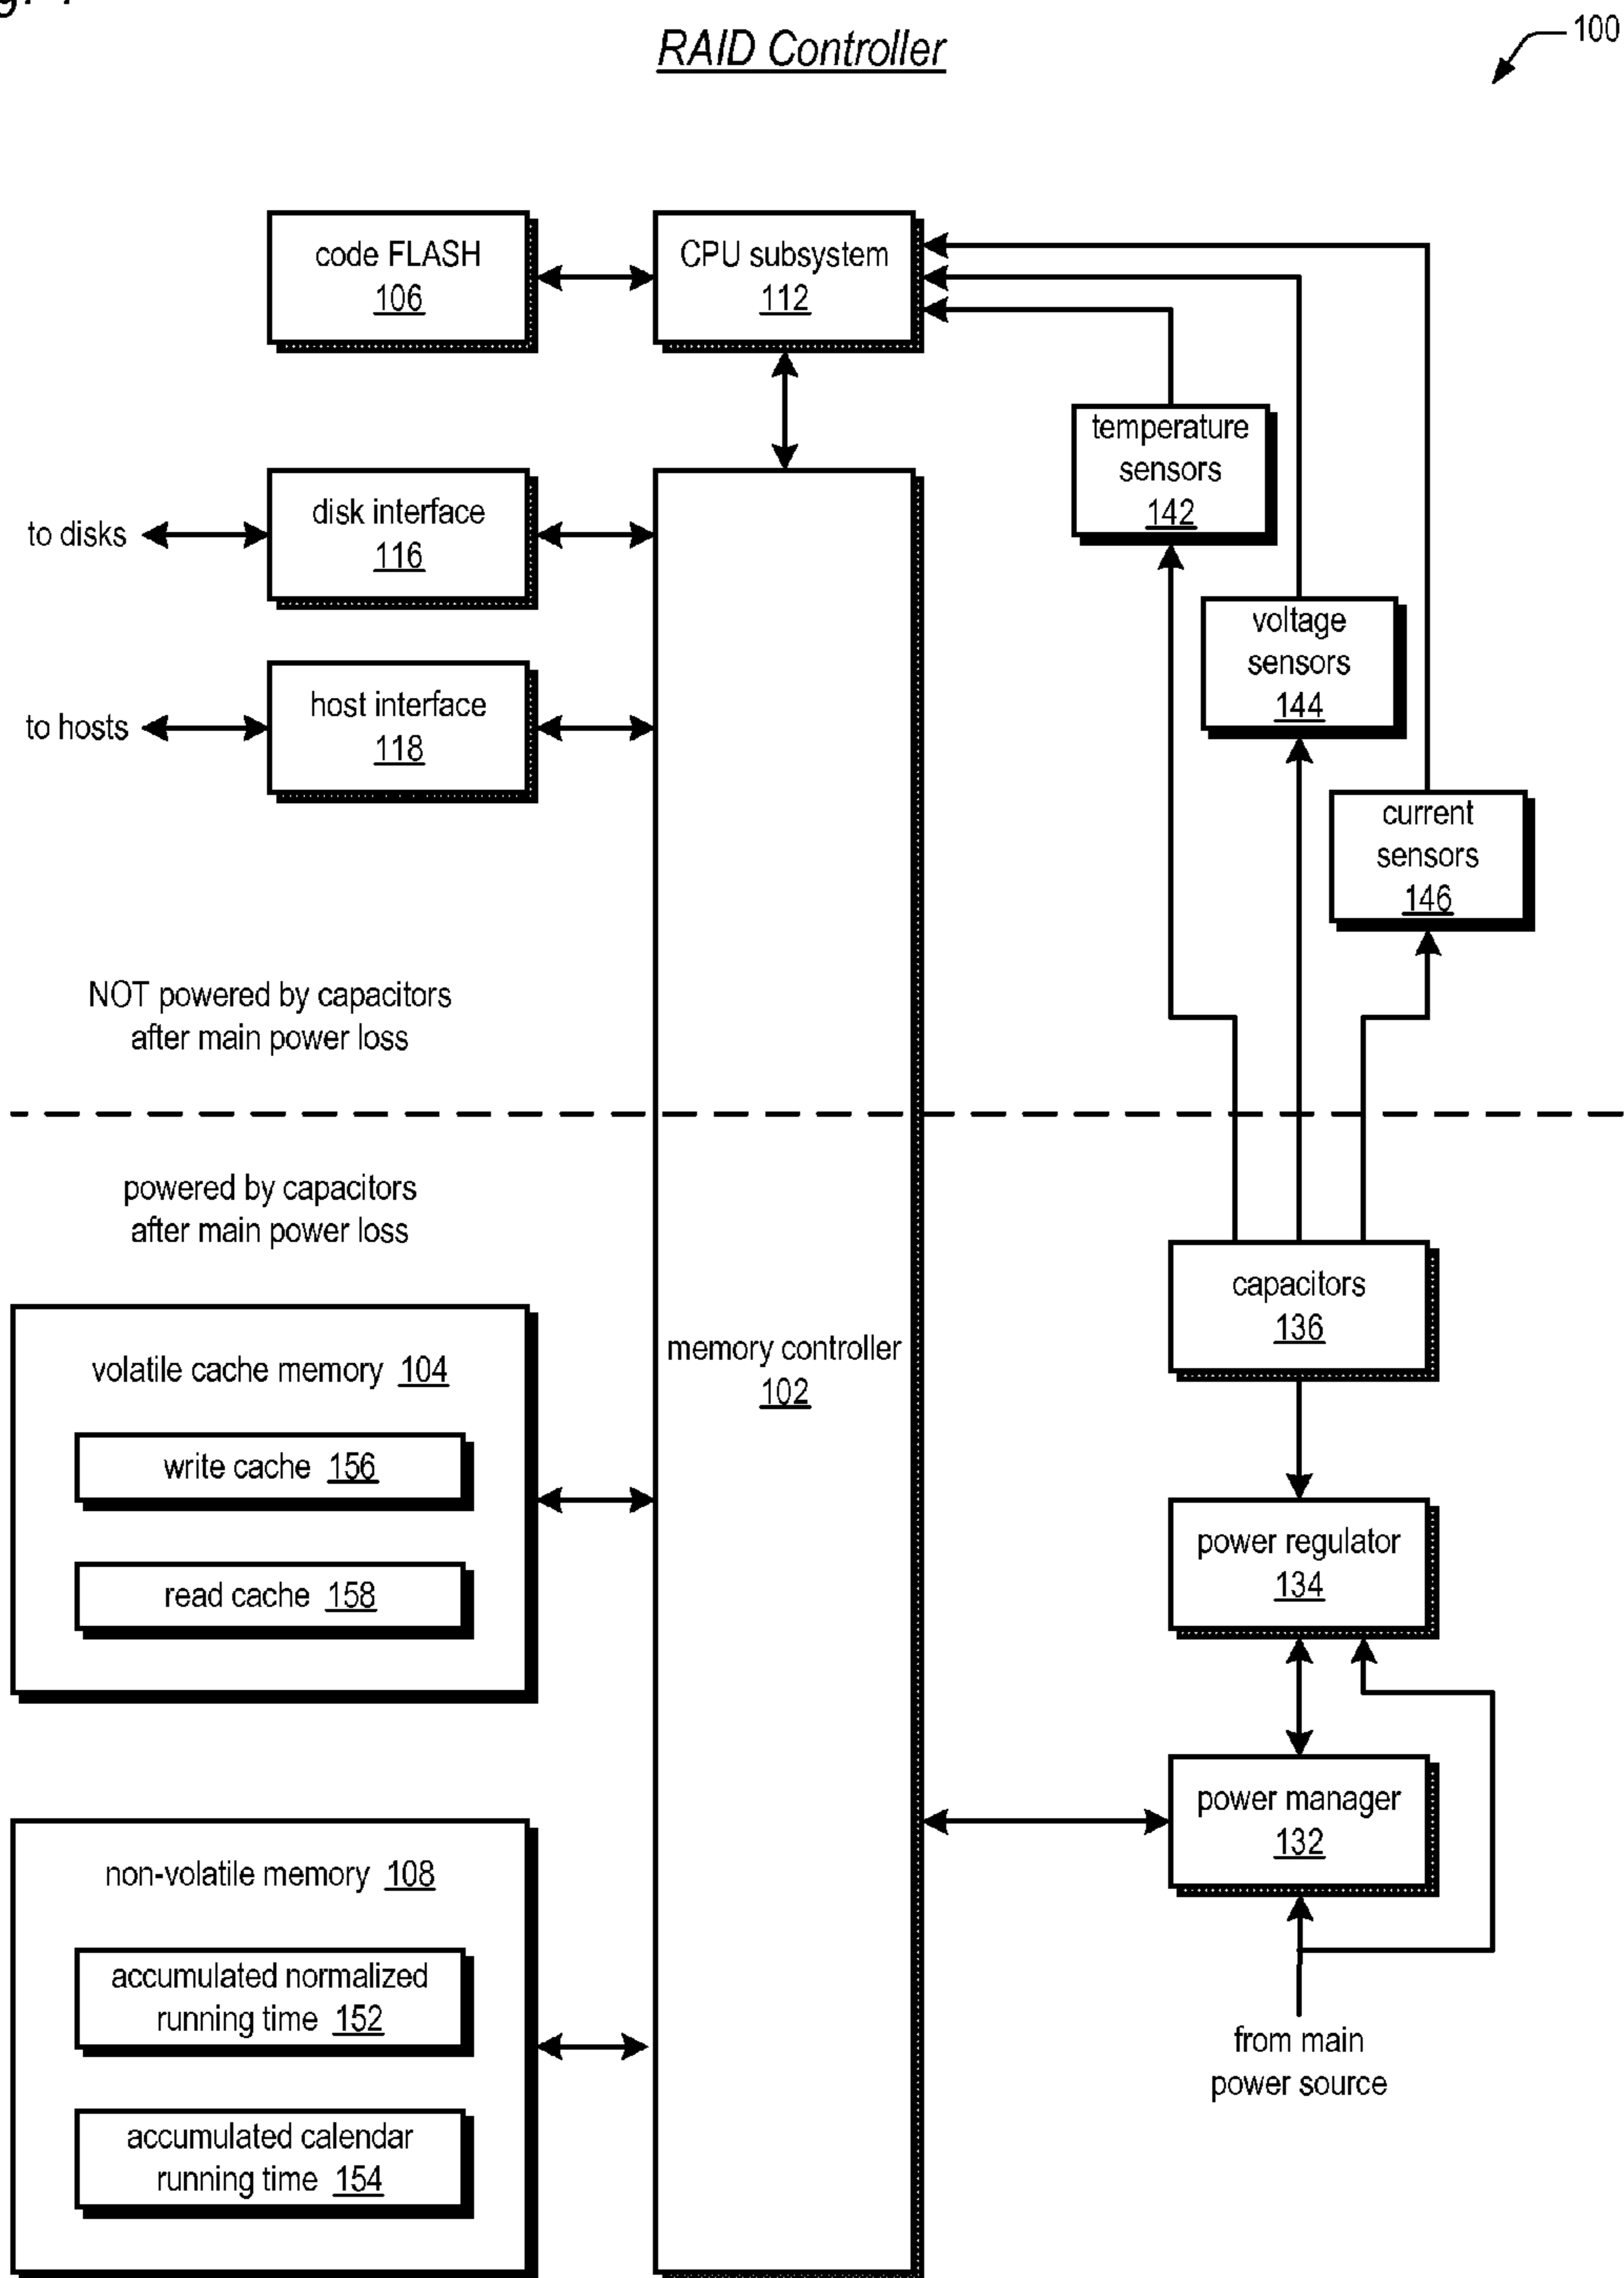 RAID Controller
100
code FLASH
106
CPU subsystem
112
temperature
sensors
142
disk interface
116
to disks
voltage
sensors
144
host interface
118
to hosts
current
sensors
146
NOT powered by capacitors
after main power loss
powered by capacitors
after main power loss
capacitors
136
memory controller
102
volatile cache memory 104
write cache 156
read cache 158
power regulator
134
power manager
132
non-volatile memory 108
accumulated normalized
running time 152
accumulated calendar
running time 154
from main
power source